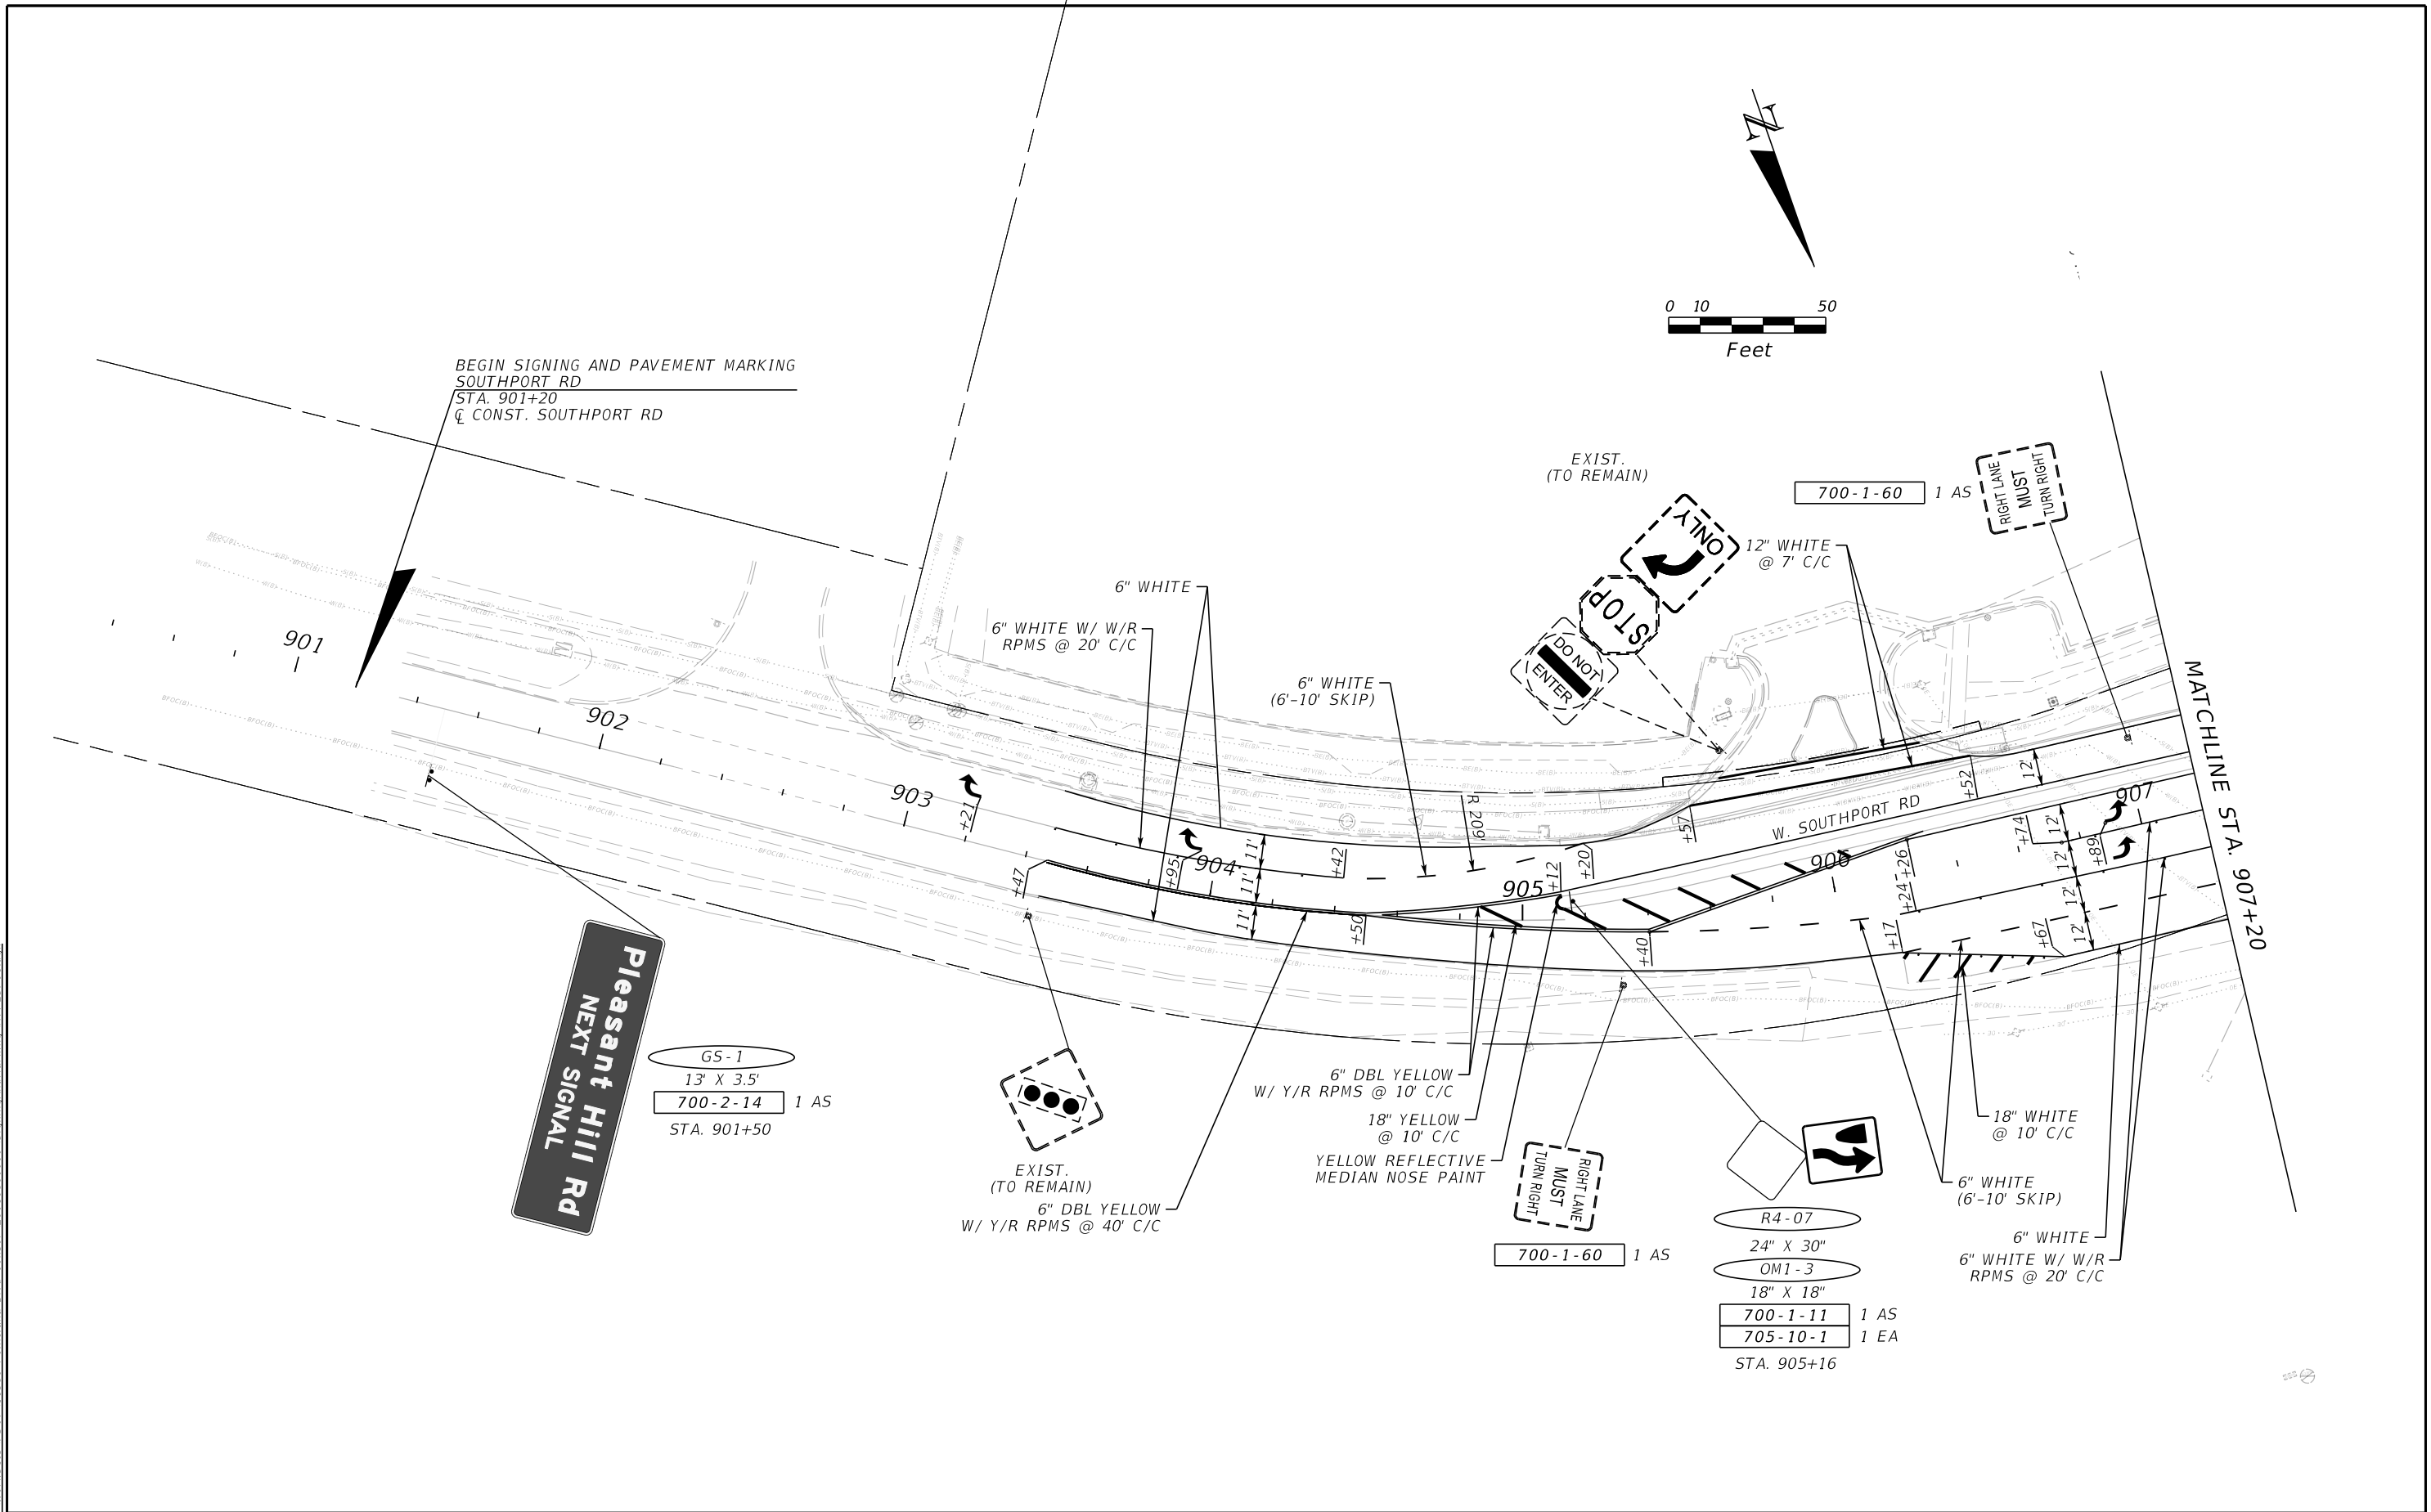 BEGIN SIGNING AND PAVEMENT MARKING
SOUTHPORT RD
STA. 901+20
℄ CONST. SOUTHPORT RD
0 10 50
Feet
N
EXIST.
(TO REMAIN)
ONLY
STOP
DO NOT
ENTER
700-1-60 1 AS
RIGHT LANE
MUST
TURN RIGHT
12" WHITE
@ 7' C/C
6" WHITE
6" WHITE W/ W/R
RPMS @ 20' C/C
6" WHITE
(6'-10' SKIP)
MATCHLINE STA. 907+20
901
902
903
904
905
906
907
W. SOUTHPORT RD
R 209'
+21
+47
+95
+42
+50
+12
+20
+57
+40
+52
+26
+24
+17
+74
+67
+89
11'
11'
11'
12'
12'
12'
12'
12'
Pleasant Hill Rd
NEXT SIGNAL
GS-1
13' X 3.5'
700-2-14 1 AS
STA. 901+50
EXIST.
(TO REMAIN)
6" DBL YELLOW
W/ Y/R RPMS @ 40' C/C
6" DBL YELLOW
W/ Y/R RPMS @ 10' C/C
18" YELLOW
@ 10' C/C
YELLOW REFLECTIVE
MEDIAN NOSE PAINT
RIGHT LANE
MUST
TURN RIGHT
700-1-60 1 AS
R4-07
24" X 30"
OM1-3
18" X 18"
700-1-11 1 AS
705-10-1 1 EA
STA. 905+16
18" WHITE
@ 10' C/C
6" WHITE
(6'-10' SKIP)
6" WHITE
6" WHITE W/ W/R
RPMS @ 20' C/C